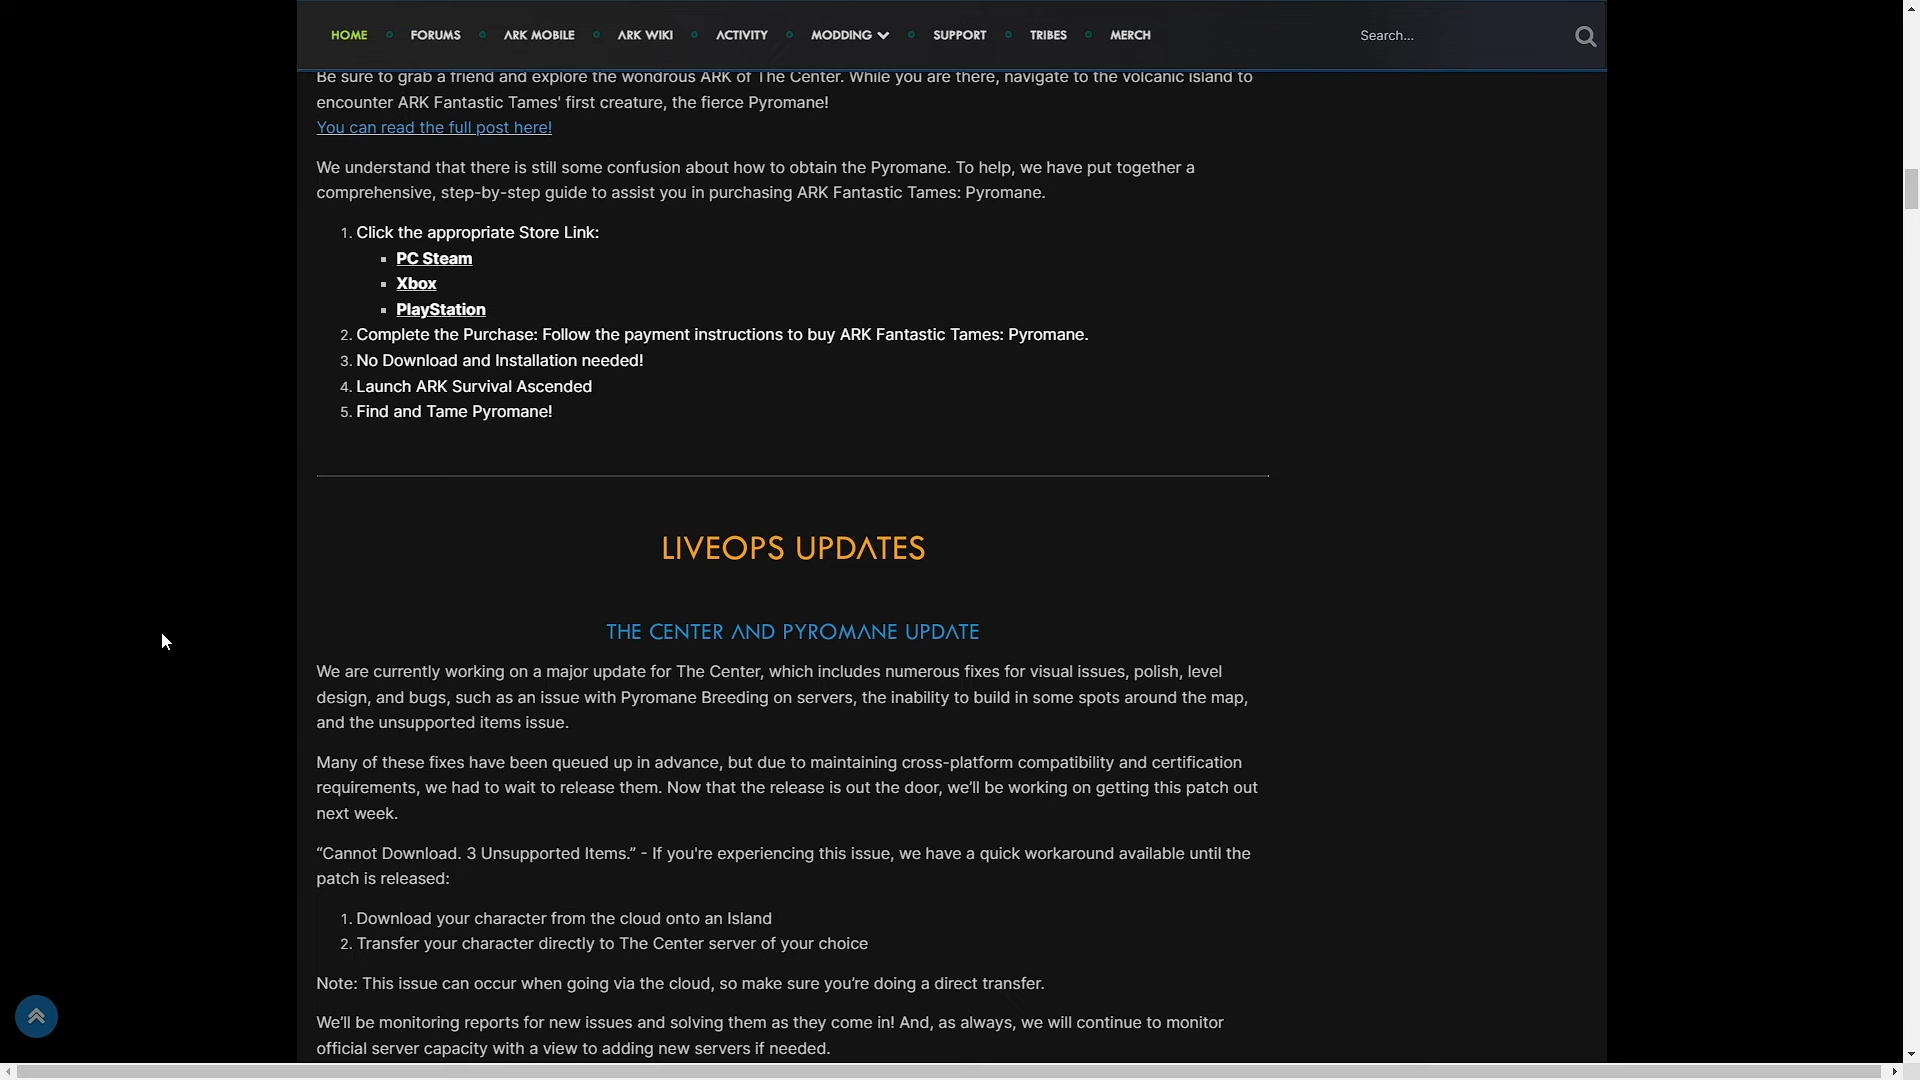 HOME FORUMS ARK MOBILE ARK WIKI ACTIVITY MODDING SUPPORT TRIBES MERCH Search...
Be sure to grab a friend and explore the wondrous ARK of The Center. While you are there, navigate to the volcanic island to
encounter ARK Fantastic Tames' first creature, the fierce Pyromane!
You can read the full post here!
We understand that there is still some confusion about how to obtain the Pyromane. To help, we have put together a
comprehensive, step-by-step guide to assist you in purchasing ARK Fantastic Tames: Pyromane.
1. Click the appropriate Store Link:
PC Steam
Xbox
PlayStation
2. Complete the Purchase: Follow the payment instructions to buy ARK Fantastic Tames: Pyromane.
3. No Download and Installation needed!
4. Launch ARK Survival Ascended
5. Find and Tame Pyromane!
LIVEOPS UPDATES
THE CENTER AND PYROMANE UPDATE
We are currently working on a major update for The Center, which includes numerous fixes for visual issues, polish, level
design, and bugs, such as an issue with Pyromane Breeding on servers, the inability to build in some spots around the map,
and the unsupported items issue.
Many of these fixes have been queued up in advance, but due to maintaining cross-platform compatibility and certification
requirements, we had to wait to release them. Now that the release is out the door, we’ll be working on getting this patch out
next week.
“Cannot Download. 3 Unsupported Items.” - If you're experiencing this issue, we have a quick workaround available until the
patch is released:
1. Download your character from the cloud onto an Island
2. Transfer your character directly to The Center server of your choice
Note: This issue can occur when going via the cloud, so make sure you’re doing a direct transfer.
We’ll be monitoring reports for new issues and solving them as they come in! And, as always, we will continue to monitor
official server capacity with a view to adding new servers if needed.